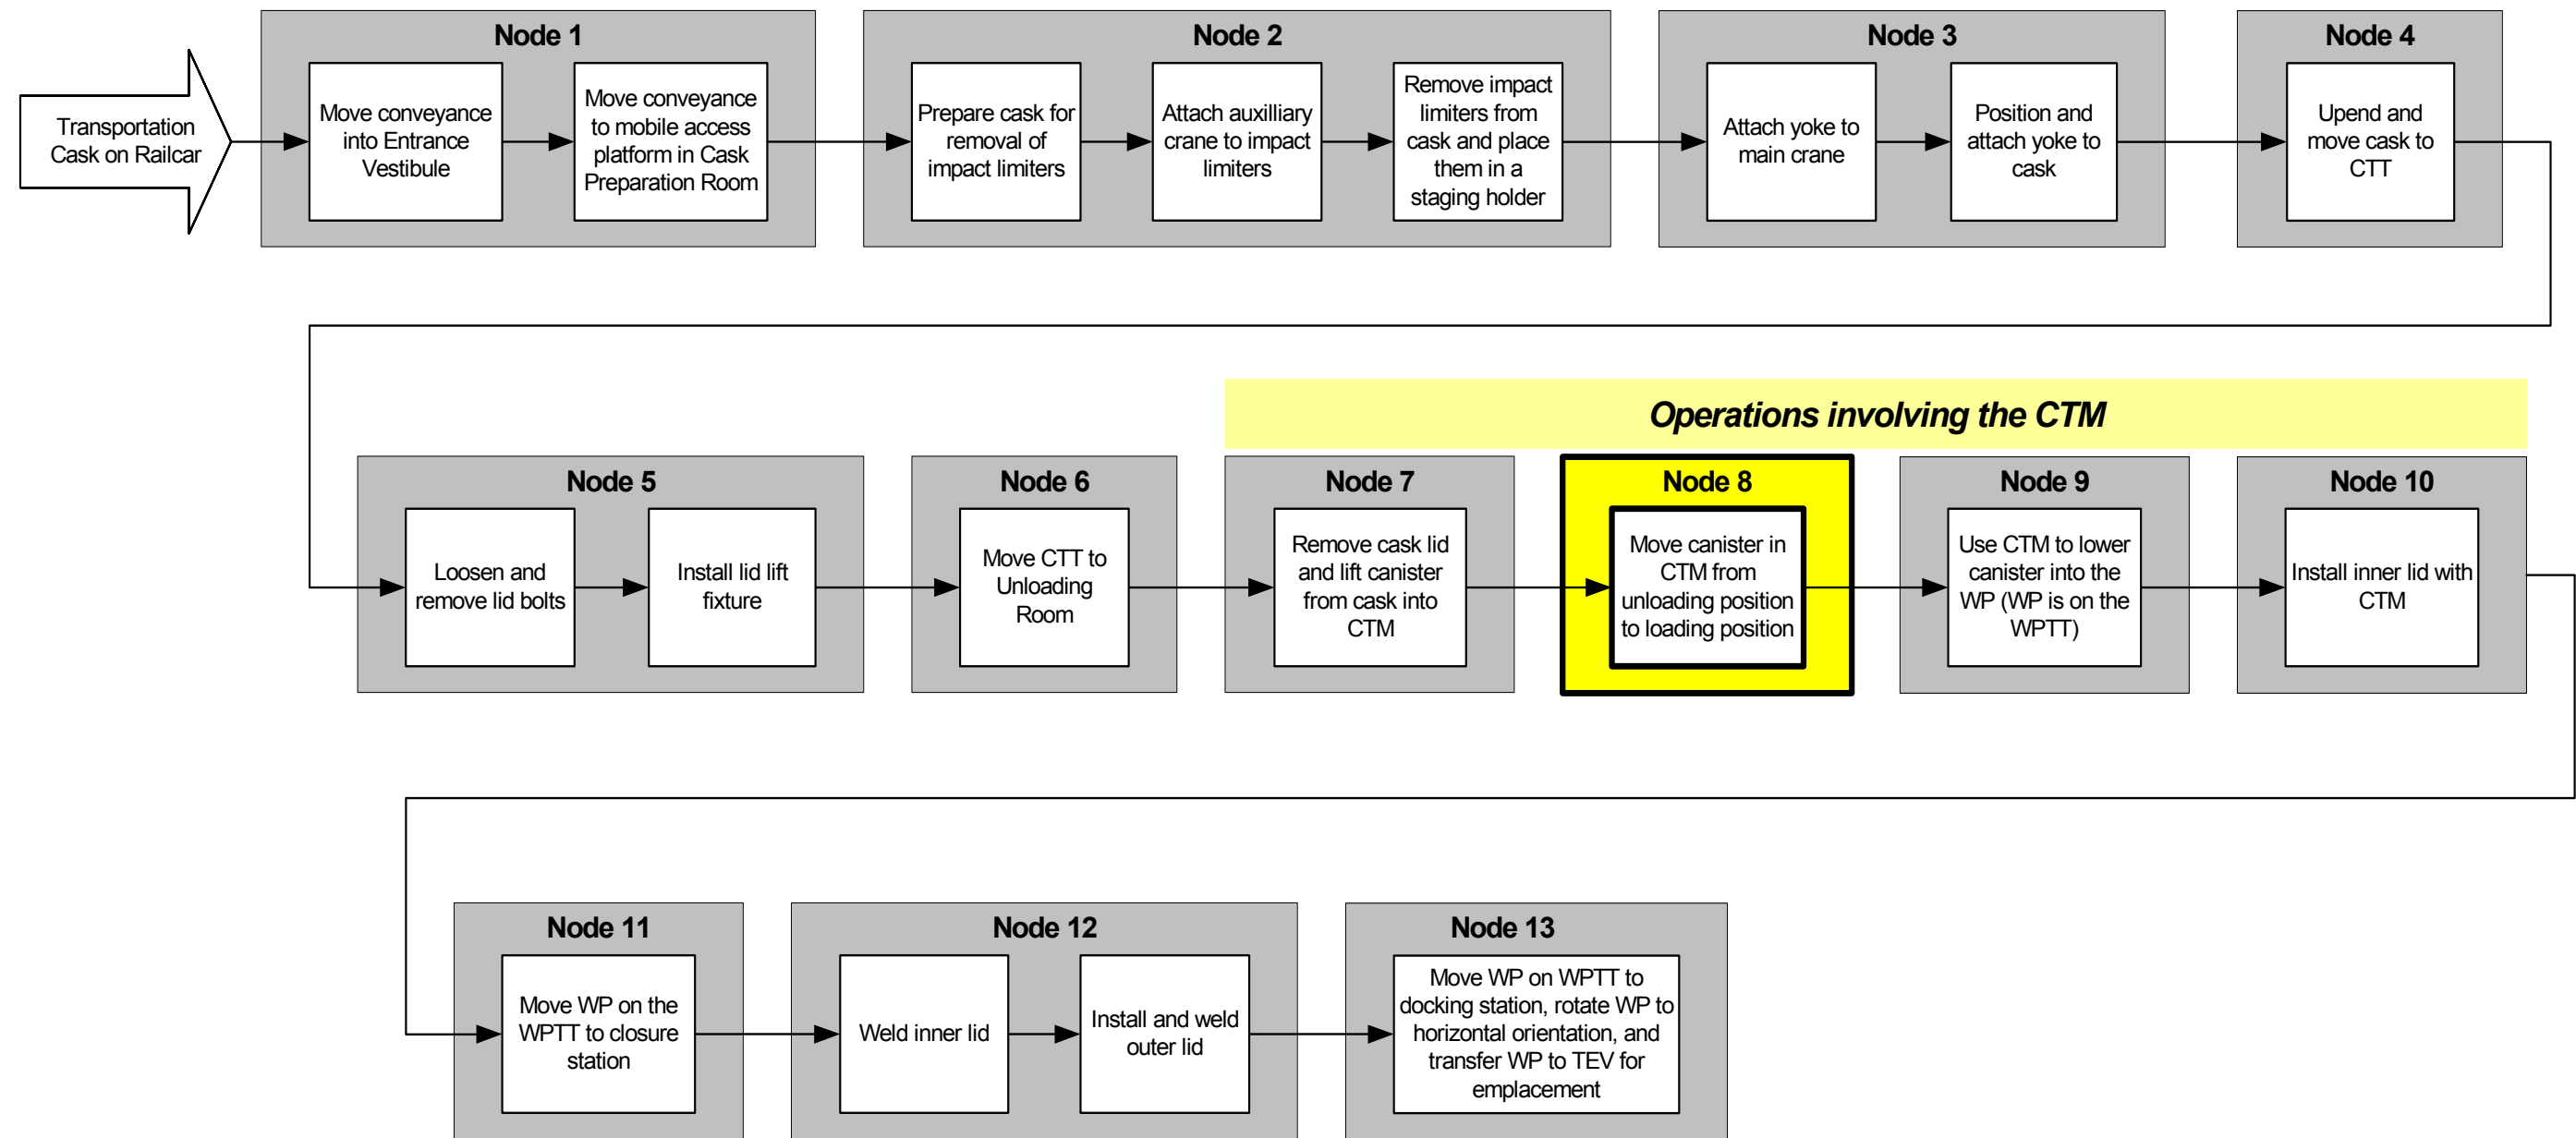 Node 1
Node 2
Node 3
Node 4
Transportation
Cask on Railcar
Move conveyance
into Entrance
Vestibule
Move conveyance
to mobile access
platform in Cask
Preparation Room
Prepare cask for
removal of
impact limiters
Attach auxilliary
crane to impact
limiters
Remove impact
limiters from
cask and place
them in a
staging holder
Attach yoke to
main crane
Position and
attach yoke to
cask
Upend and
move cask to
CTT
Operations involving the CTM
Node 5
Node 6
Node 7
Node 8
Node 9
Node 10
Loosen and
remove lid bolts
Install lid lift
fixture
Move CTT to
Unloading
Room
Remove cask lid
and lift canister
from cask into
CTM
Move canister in
CTM from
unloading position
to loading position
Use CTM to lower
canister into the
WP (WP is on the
WPTT)
Install inner lid with
CTM
Node 11
Node 12
Node 13
Move WP on the
WPTT to closure
station
Weld inner lid
Install and weld
outer lid
Move WP on WPTT to
docking station, rotate WP to
horizontal orientation, and
transfer WP to TEV for
emplacement